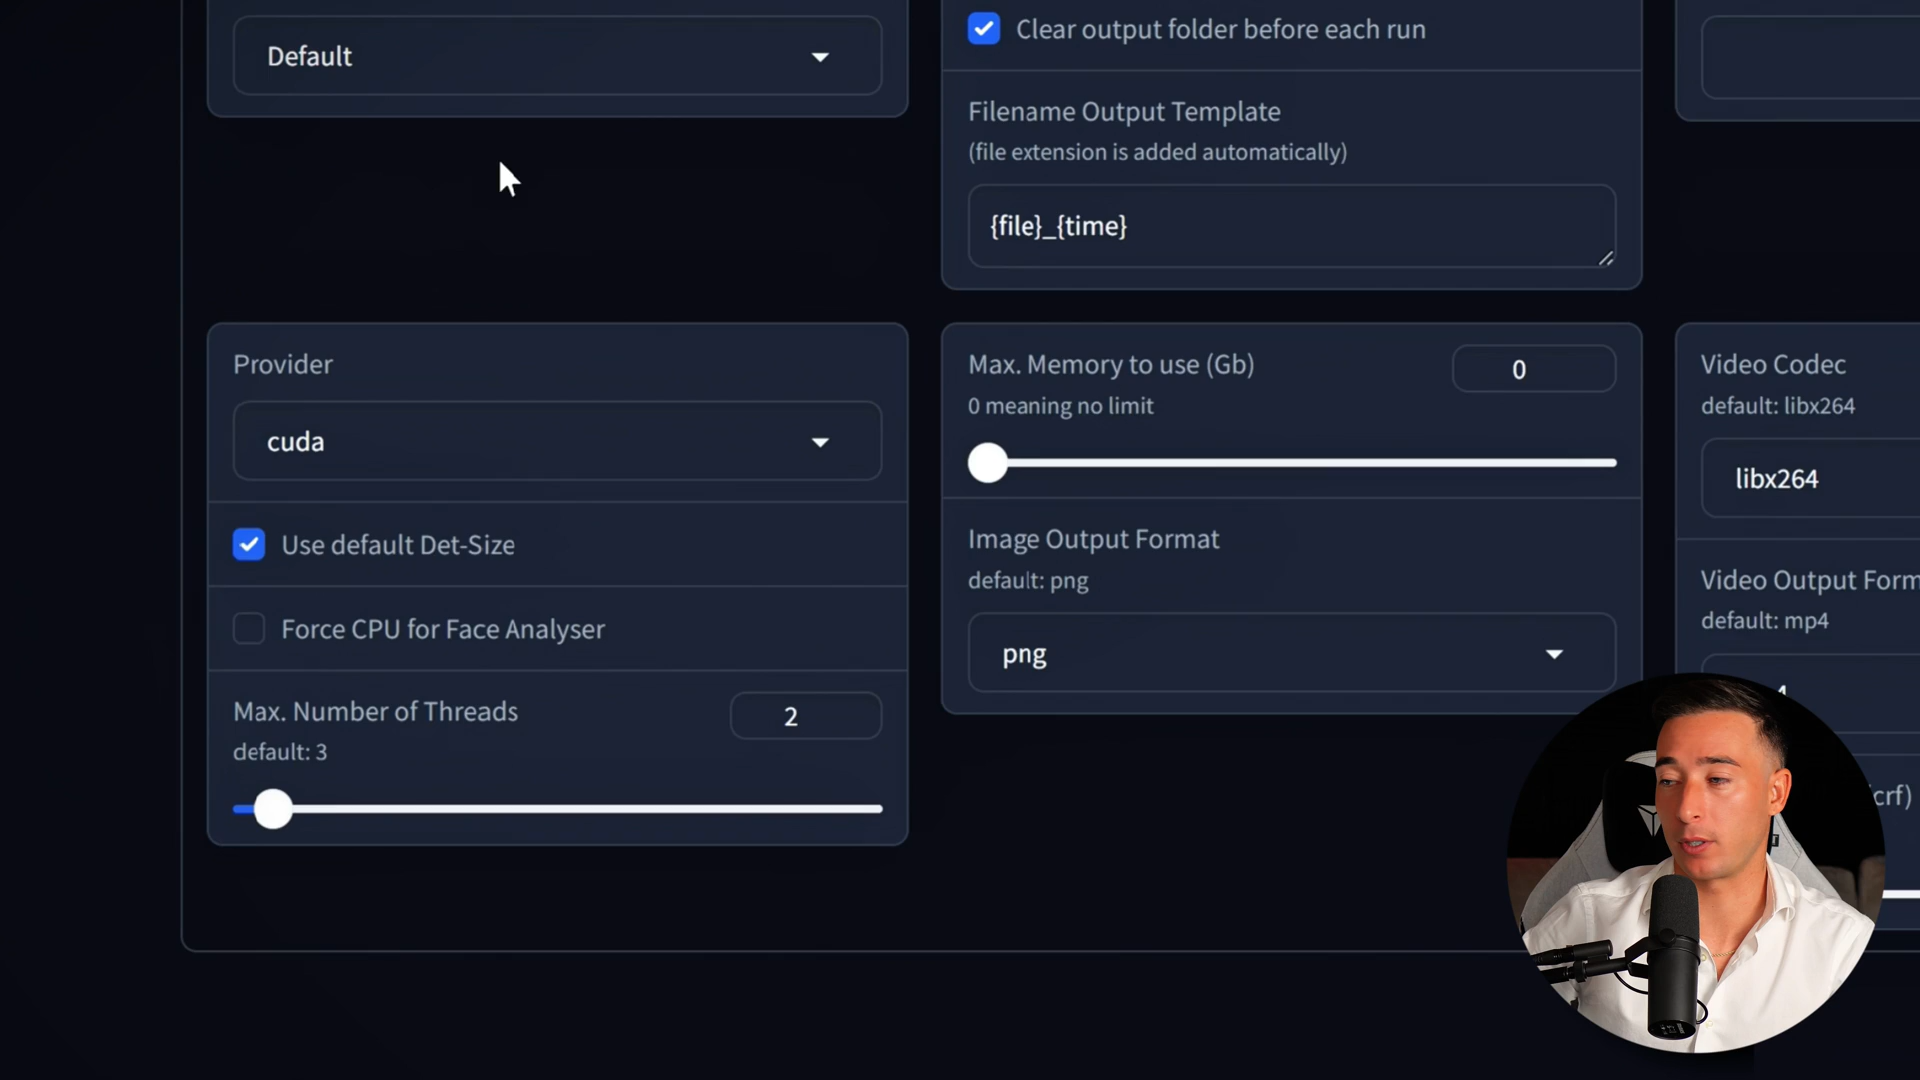 Default
Clear output folder before each run
Filename Output Template
(file extension is added automatically)
{file}_{time}
Provider
cuda
Use default Det-Size
Force CPU for Face Analyser
Max. Number of Threads
2
default: 3
Max. Memory to use (Gb)
0
0 meaning no limit
Image Output Format
default: png
png
Video Codec
default: libx264
libx264
Video Output Form
default: mp4
4
crf)